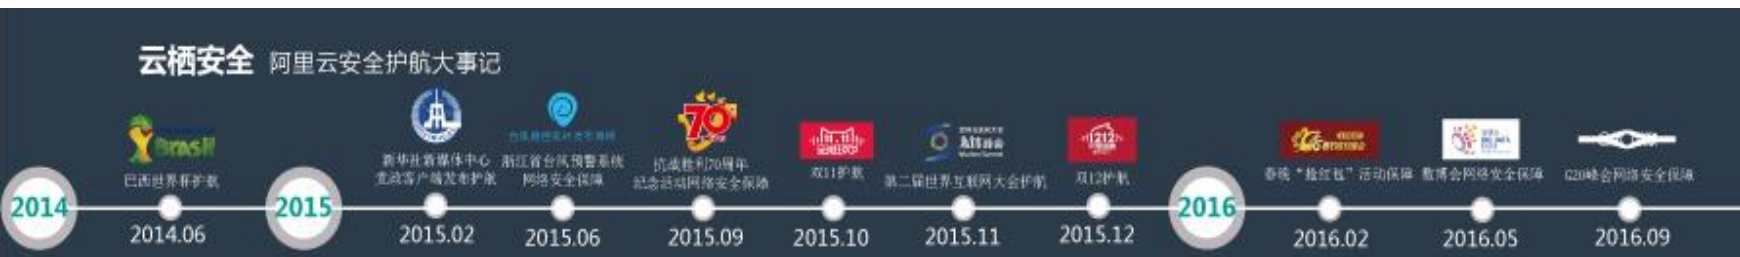 云栖安全 阿里云安全护航大事记
Brasil
巴西世界杯护航
新华社新媒体中心
党政客户端发布护航
浙江省台风预警系统
网络安全保障
70
抗战胜利70周年
纪念活动网络安全保障
双11护航
第二届世界互联网大会护航
1212
双12护航
春晚“抢红包”活动保障
数博会网络安全保障
G20峰会网络安全保障
2014
2015
2016
2014.06
2015.02
2015.06
2015.09
2015.10
2015.11
2015.12
2016.02
2016.05
2016.09